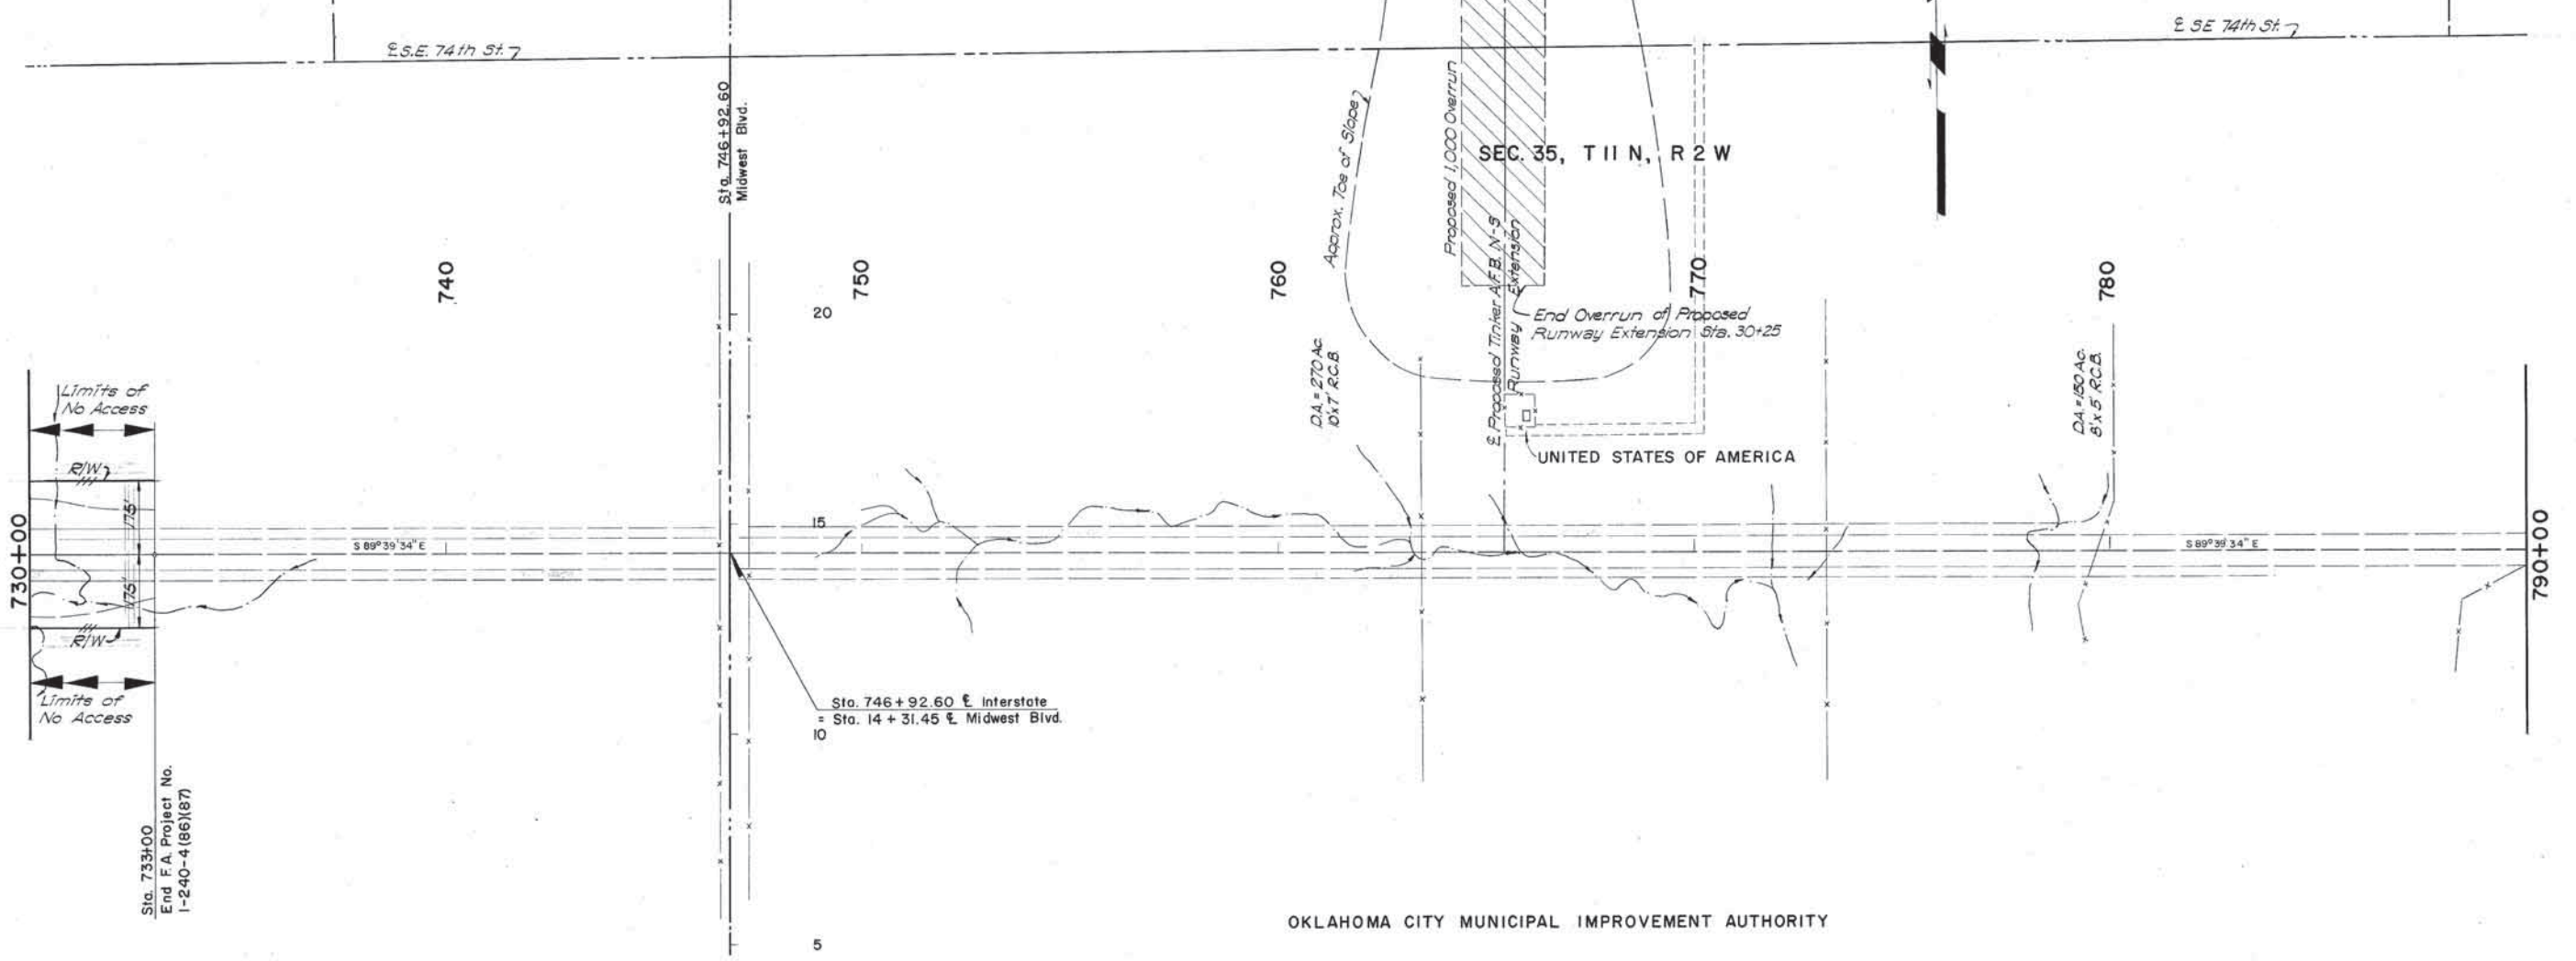 ℄ S.E. 74th St.
℄ SE 74th St.
Sta. 746+92.60
Midwest Blvd.
Approx. Toe of Slope
Proposed 1,000 Overrun
SEC. 35, T 11 N, R 2 W
℄ Proposed Tinker A.F.B. N-S
Runway Extension
740
750
760
770
780
20
End Overrun of Proposed
Runway Extension Sta. 30+25
D.A. = 270 Ac.
10'x7' R.C.B.
D.A. = 150 Ac.
8'x5' R.C.B.
Limits of
No Access
R/W
175'
UNITED STATES OF AMERICA
730+00
15
S 89°39'34" E
S 89°39'34" E
790+00
175'
R/W
Limits of
No Access
Sta. 746+92.60 ℄ Interstate
= Sta. 14+31.45 ℄ Midwest Blvd.
10
Sta. 733+00
End F.A. Project No.
I-240-4(86)(87)
OKLAHOMA CITY MUNICIPAL IMPROVEMENT AUTHORITY
5